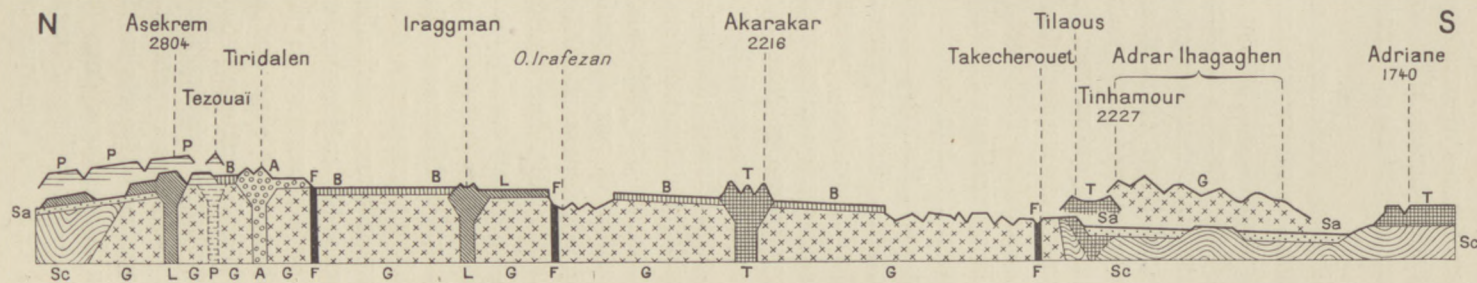 N
S
Asekrem
2804
Tiridalen
Tezouaï
Iraggman
O. Irafezan
Akarakar
2216
Takecherouet
Tilaous
Adrar Ihagaghen
Tinhamour
2227
Adriane
1740
P P P B A F B B L F B T B F T G T
Sa Sa Sa
Sc Sc
Sc G L G P G A G F G L G F G T G F Sc